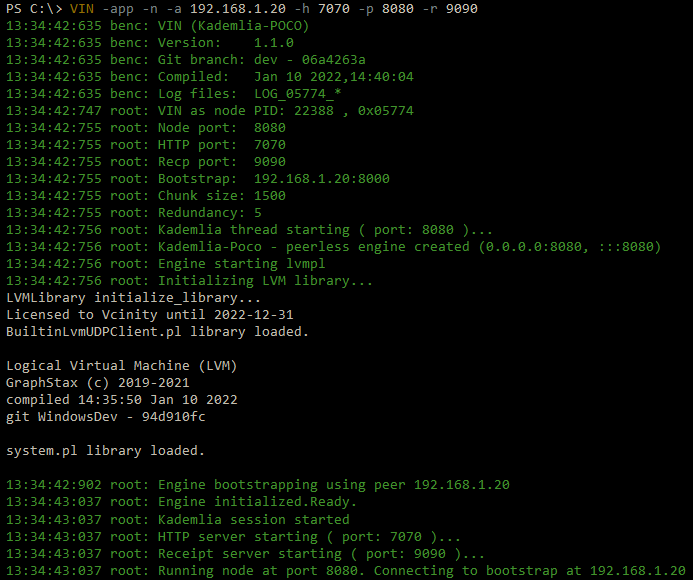 PS C:\> VIN -app -n -a 192.168.1.20 -h 7070 -p 8080 -r 9090
13:34:42:635 benc: VIN (Kademlia-POCO)
13:34:42:635 benc: Version:    1.1.0
13:34:42:635 benc: Git branch: dev - 06a4263a
13:34:42:635 benc: Compiled:   Jan 10 2022,14:40:04
13:34:42:635 benc: Log files:  LOG_05774_*
13:34:42:747 root: VIN as node PID: 22388 , 0x05774
13:34:42:755 root: Node port:  8080
13:34:42:755 root: HTTP port:  7070
13:34:42:755 root: Recp port:  9090
13:34:42:755 root: Bootstrap:  192.168.1.20:8000
13:34:42:755 root: Chunk size: 1500
13:34:42:755 root: Redundancy: 5
13:34:42:756 root: Kademlia thread starting ( port: 8080 )...
13:34:42:756 root: Kademlia-Poco - peerless engine created (0.0.0.0:8080, :::8080)
13:34:42:756 root: Engine starting lvmpl
13:34:42:756 root: Initializing LVM library...
LVMLibrary initialize_library...
Licensed to Vcinity until 2022-12-31
BuiltinLvmUDPClient.pl library loaded.

Logical Virtual Machine (LVM)
GraphStax (c) 2019-2021
compiled 14:35:50 Jan 10 2022
git WindowsDev - 94d910fc

system.pl library loaded.

13:34:42:902 root: Engine bootstrapping using peer 192.168.1.20
13:34:43:037 root: Engine initialized.Ready.
13:34:43:037 root: Kademlia session started
13:34:43:037 root: HTTP server starting ( port: 7070 )...
13:34:43:037 root: Receipt server starting ( port: 9090 )...
13:34:43:037 root: Running node at port 8080. Connecting to bootstrap at 192.168.1.20